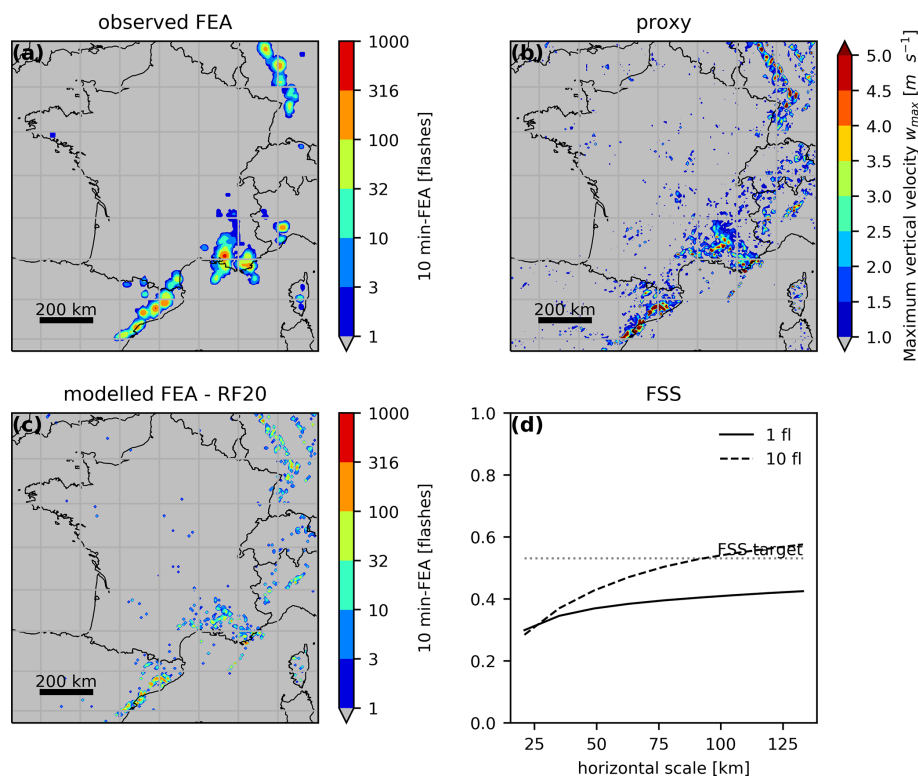 observed FEA
(a)
200 km
1000
316
100
32
10
3
1
10 min-FEA [flashes]
proxy
(b)
200 km
5.0
4.5
4.0
3.5
3.0
2.5
2.0
1.5
1.0
Maximum vertical velocity w_max [m s⁻¹]
modelled FEA - RF20
(c)
200 km
1000
316
100
32
10
3
1
10 min-FEA [flashes]
FSS
(d)
1 fl
10 fl
FSS target
1.0
0.8
0.6
0.4
0.2
0.0
25 50 75 100 125
horizontal scale [km]